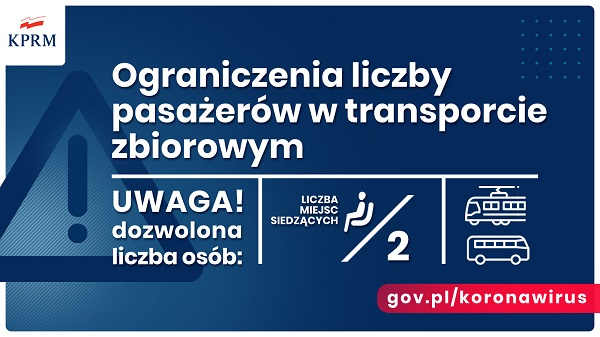 KPRM
Ograniczenia liczby
pasażerów w transporcie
zbiorowym
UWAGA!
dozwolona
liczba osób:
LICZBA
MIEJSC
SIEDZĄCYCH
2
gov.pl/koronawirus